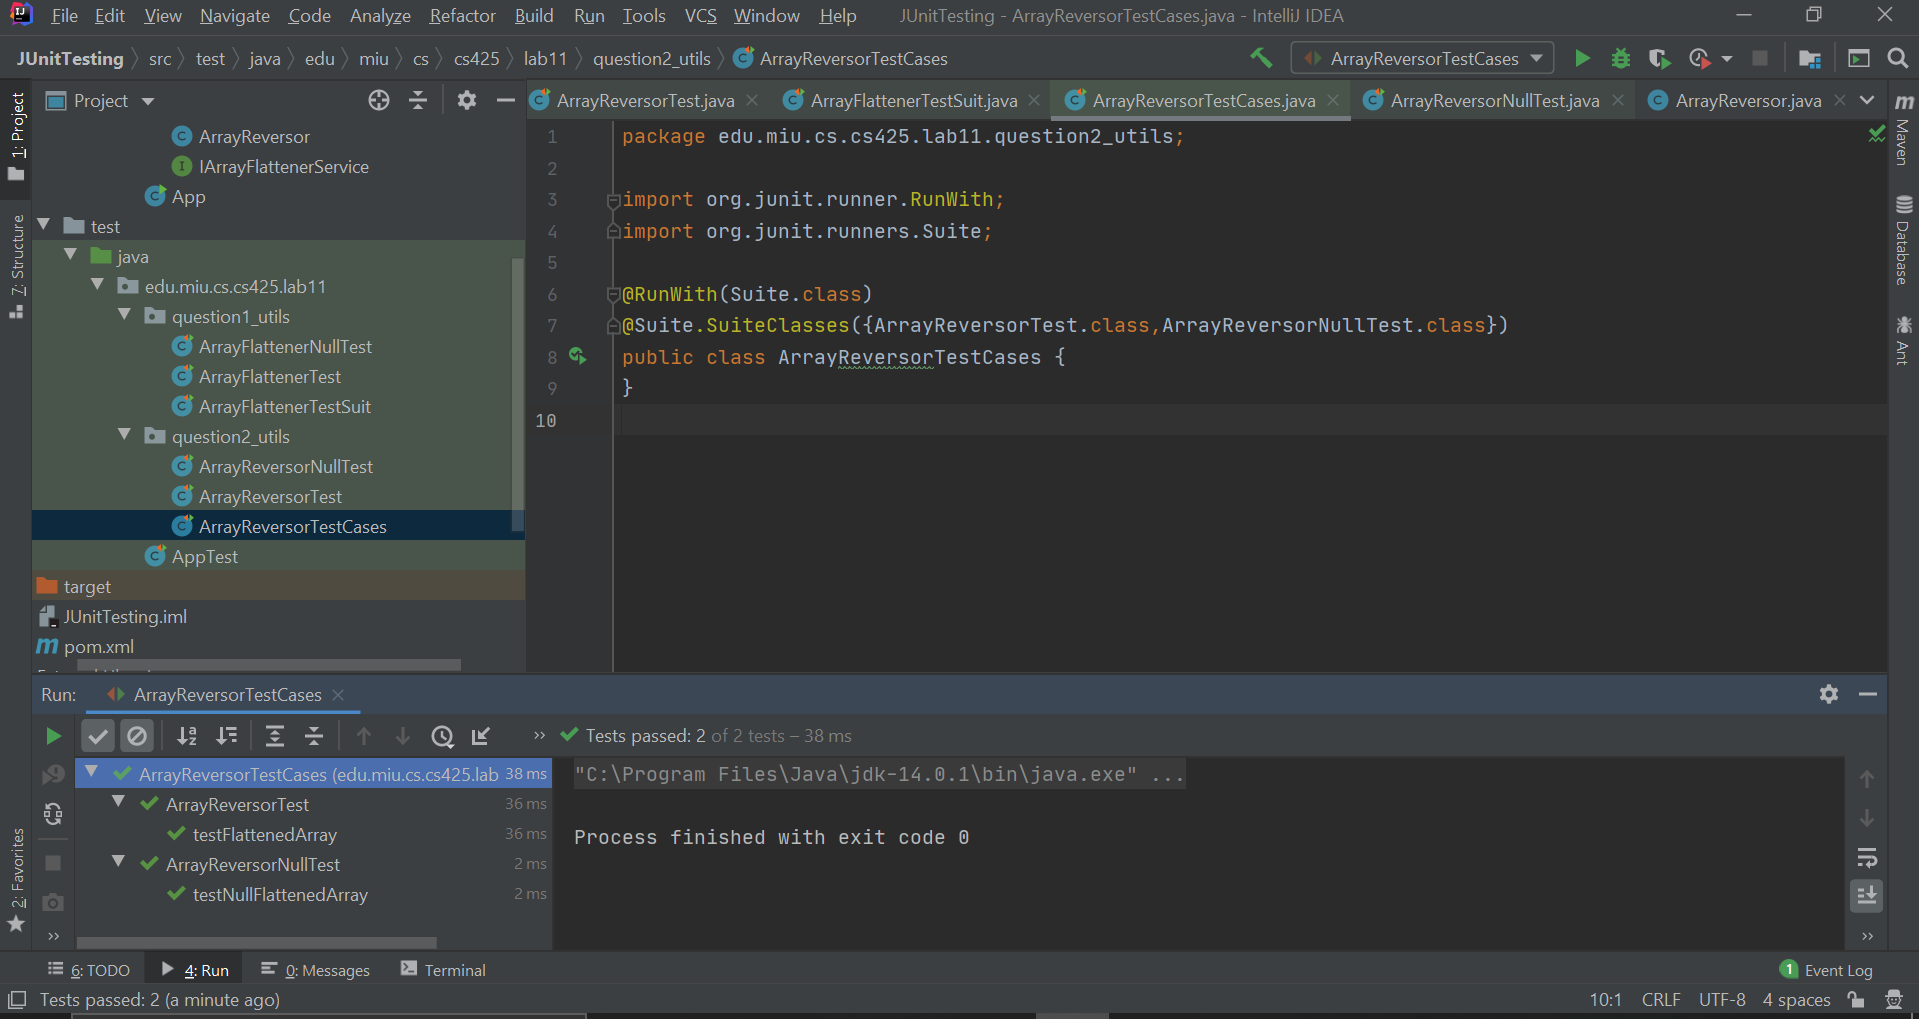 File Edit View Navigate Code Analyze Refactor Build Run Tools VCS Window Help JUnitTesting - ArrayReversorTestCases.java - IntelliJ IDEA
JUnitTesting src test java edu miu cs cs425 lab11 question2_utils ArrayReversorTestCases
ArrayReversorTestCases
1: Project
7: Structure
2: Favorites
Project
ArrayReversor
IArrayFlattenerService
App
test
java
edu.miu.cs.cs425.lab11
question1_utils
ArrayFlattenerNullTest
ArrayFlattenerTest
ArrayFlattenerTestSuit
question2_utils
ArrayReversorNullTest
ArrayReversorTest
ArrayReversorTestCases
AppTest
target
JUnitTesting.iml
pom.xml
ArrayReversorTest.java ArrayFlattenerTestSuit.java ArrayReversorTestCases.java ArrayReversorNullTest.java ArrayReversor.java
1 package edu.miu.cs.cs425.lab11.question2_utils;
2
3 import org.junit.runner.RunWith;
4 import org.junit.runners.Suite;
5
6 @RunWith(Suite.class)
7 @Suite.SuiteClasses({ArrayReversorTest.class,ArrayReversorNullTest.class})
8 public class ArrayReversorTestCases {
9 }
10
Maven
Database
Ant
Run: ArrayReversorTestCases
Tests passed: 2 of 2 tests – 38 ms
ArrayReversorTestCases (edu.miu.cs.cs425.lab 38 ms
ArrayReversorTest 36 ms
testFlattenedArray 36 ms
ArrayReversorNullTest 2 ms
testNullFlattenedArray 2 ms
"C:\Program Files\Java\jdk-14.0.1\bin\java.exe" ...
Process finished with exit code 0
6: TODO 4: Run 0: Messages Terminal 1 Event Log
Tests passed: 2 (a minute ago) 10:1 CRLF UTF-8 4 spaces